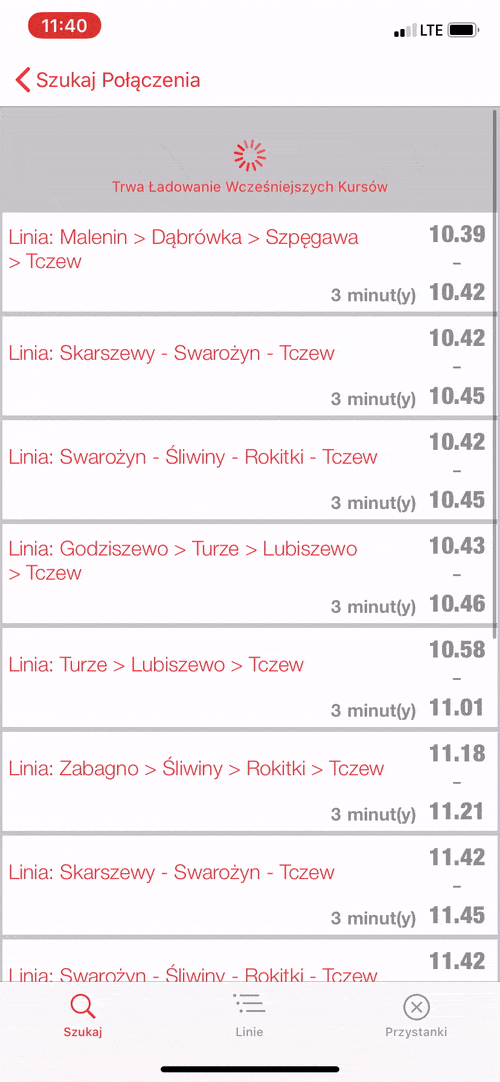 11:40
LTE
Szukaj Połączenia
Trwa Ładowanie Wcześniejszych Kursów
Linia: Malenin > Dąbrówka > Szpęgawa
> Tczew
10.39
–
3 minut(y) 10.42
Linia: Skarszewy - Swarożyn - Tczew
10.42
–
3 minut(y) 10.45
Linia: Swarożyn - Śliwiny - Rokitki - Tczew
10.42
–
3 minut(y) 10.45
Linia: Godziszewo > Turze > Lubiszewo
> Tczew
10.43
–
3 minut(y) 10.46
Linia: Turze > Lubiszewo > Tczew
10.58
–
3 minut(y) 11.01
Linia: Zabagno > Śliwiny > Rokitki > Tczew
11.18
–
3 minut(y) 11.21
Linia: Skarszewy - Swarożyn - Tczew
11.42
–
3 minut(y) 11.45
Linia: Swarożyn - Śliwiny - Rokitki - Tczew
11.42
Szukaj
Linie
Przystanki